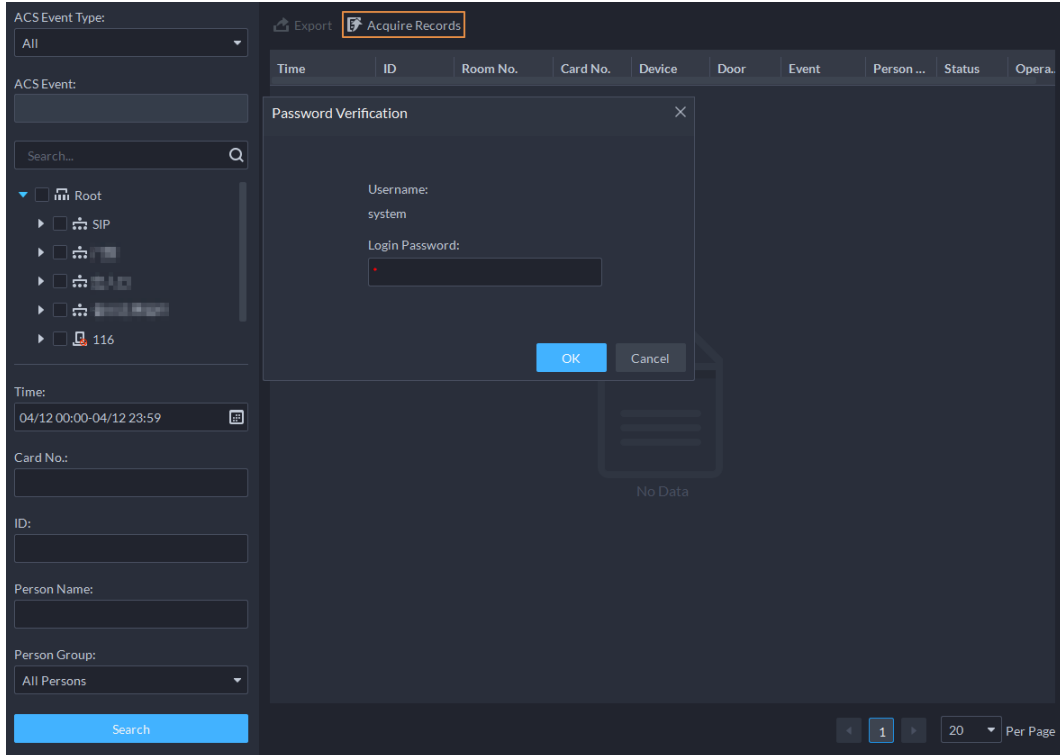 ACS Event Type:
All
ACS Event:
Search...
Root
SIP
116
Time:
04/12 00:00-04/12 23:59
Card No.:
ID:
Person Name:
Person Group:
All Persons
Search
Export Acquire Records
Time ID Room No. Card No. Device Door Event Person ... Status Opera..
Password Verification
Username:
system
Login Password:
*
OK Cancel
No Data
1 20 Per Page